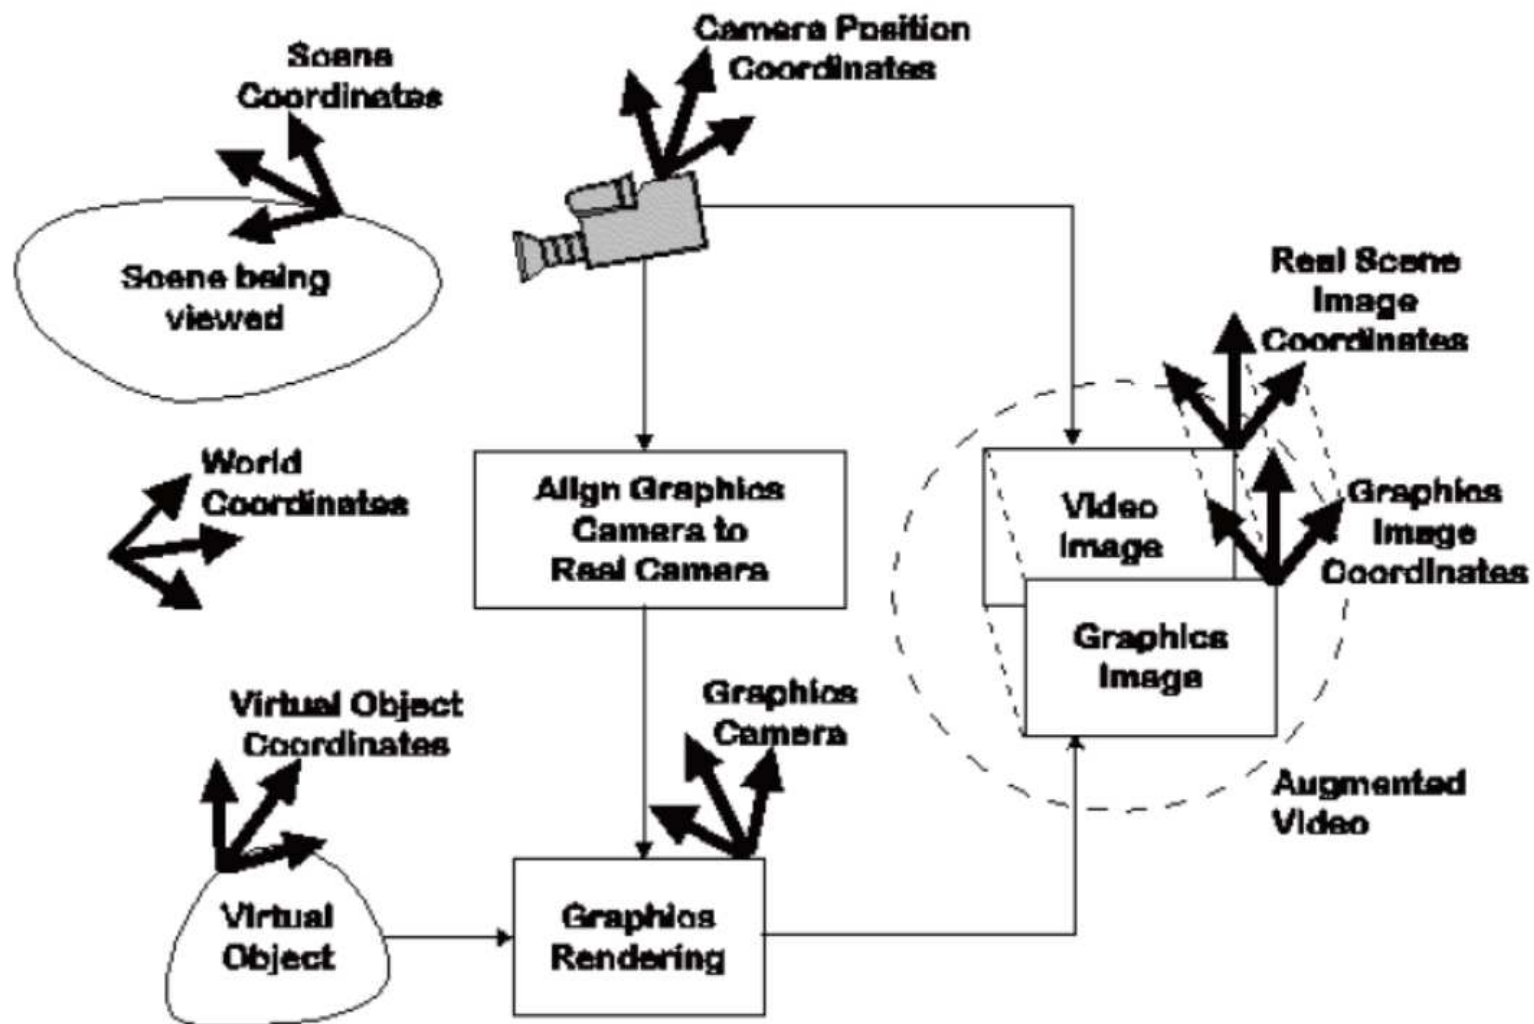 Camera Position
Coordinates
Scene
Coordinates
Scene being
viewed
Real Scene
Image
Coordinates
World
Coordinates
Align Graphics
Camera to
Real Camera
Video
Image
Graphics
Image
Coordinates
Graphics
Image
Virtual Object
Coordinates
Graphics
Camera
Augmented
Video
Virtual
Object
Graphics
Rendering